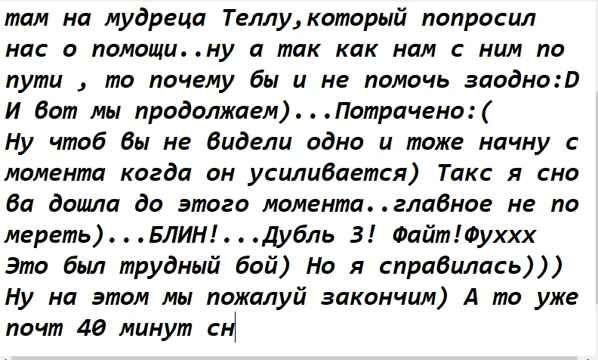 там на мудреца Теллу,который попросил
нас о помощи..ну а так как нам с ним по
пути , то почему бы и не помочь заодно:D
И вот мы продолжаем)...Потрачено:(
Ну чтоб вы не видели одно и тоже начну с
момента когда он усиливается) Такс я сно
ва дошла до этого момента..главное не по
мереть)...БЛИН!...Дубль 3! Файт!Фуххх
Это был трудный бой) Но я справилась)))
Ну на этом мы пожалуй закончим) А то уже
почт 40 минут сн